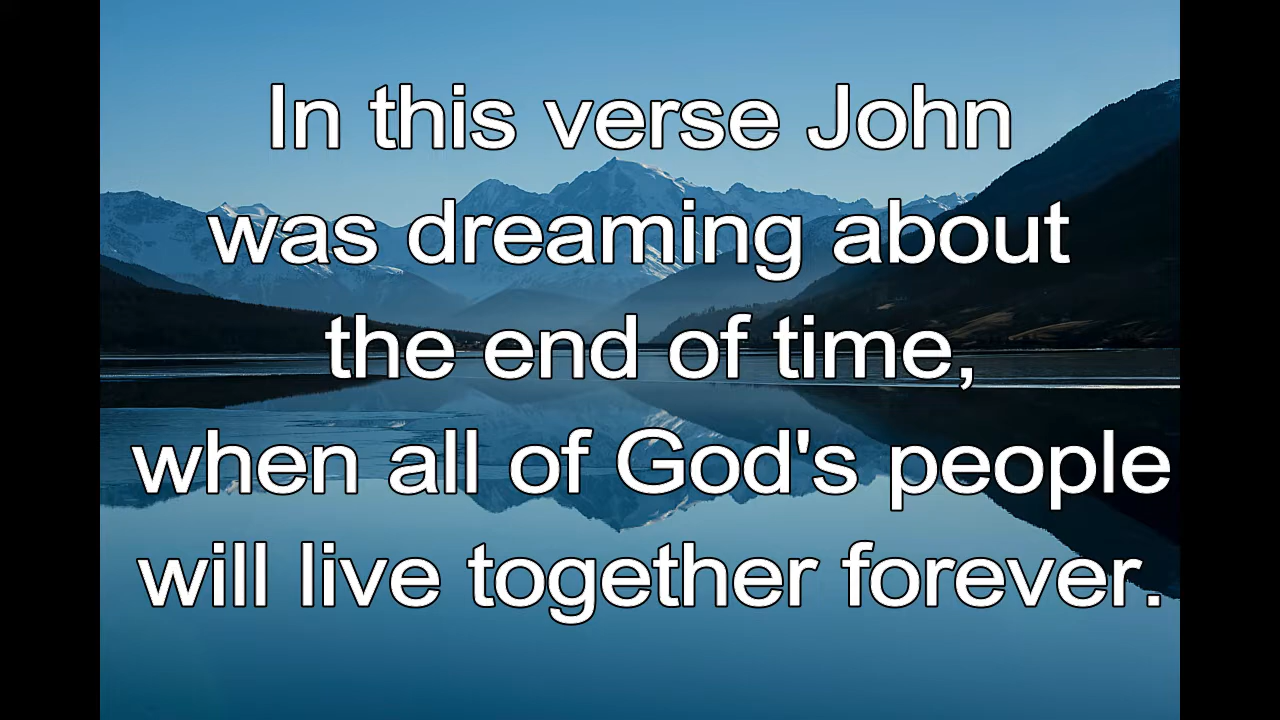 In this verse John
was dreaming about
the end of time,
when all of God's people
will live together forever.